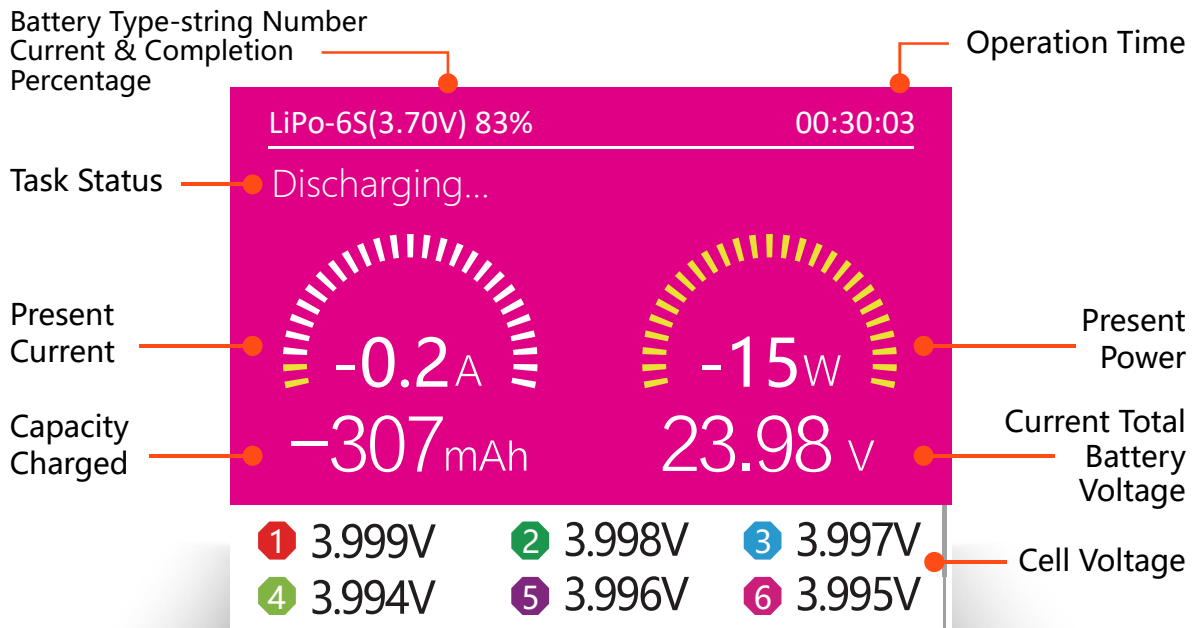 Battery Type-string Number
Current & Completion
Percentage
Operation Time
LiPo-6S(3.70V) 83%
00:30:03
Task Status
Discharging...
Present
Current
-0.2A
-15W
Present
Power
Capacity
Charged
−307mAh
23.98 V
Current Total
Battery
Voltage
1 3.999V
2 3.998V
3 3.997V
Cell Voltage
4 3.994V
5 3.996V
6 3.995V